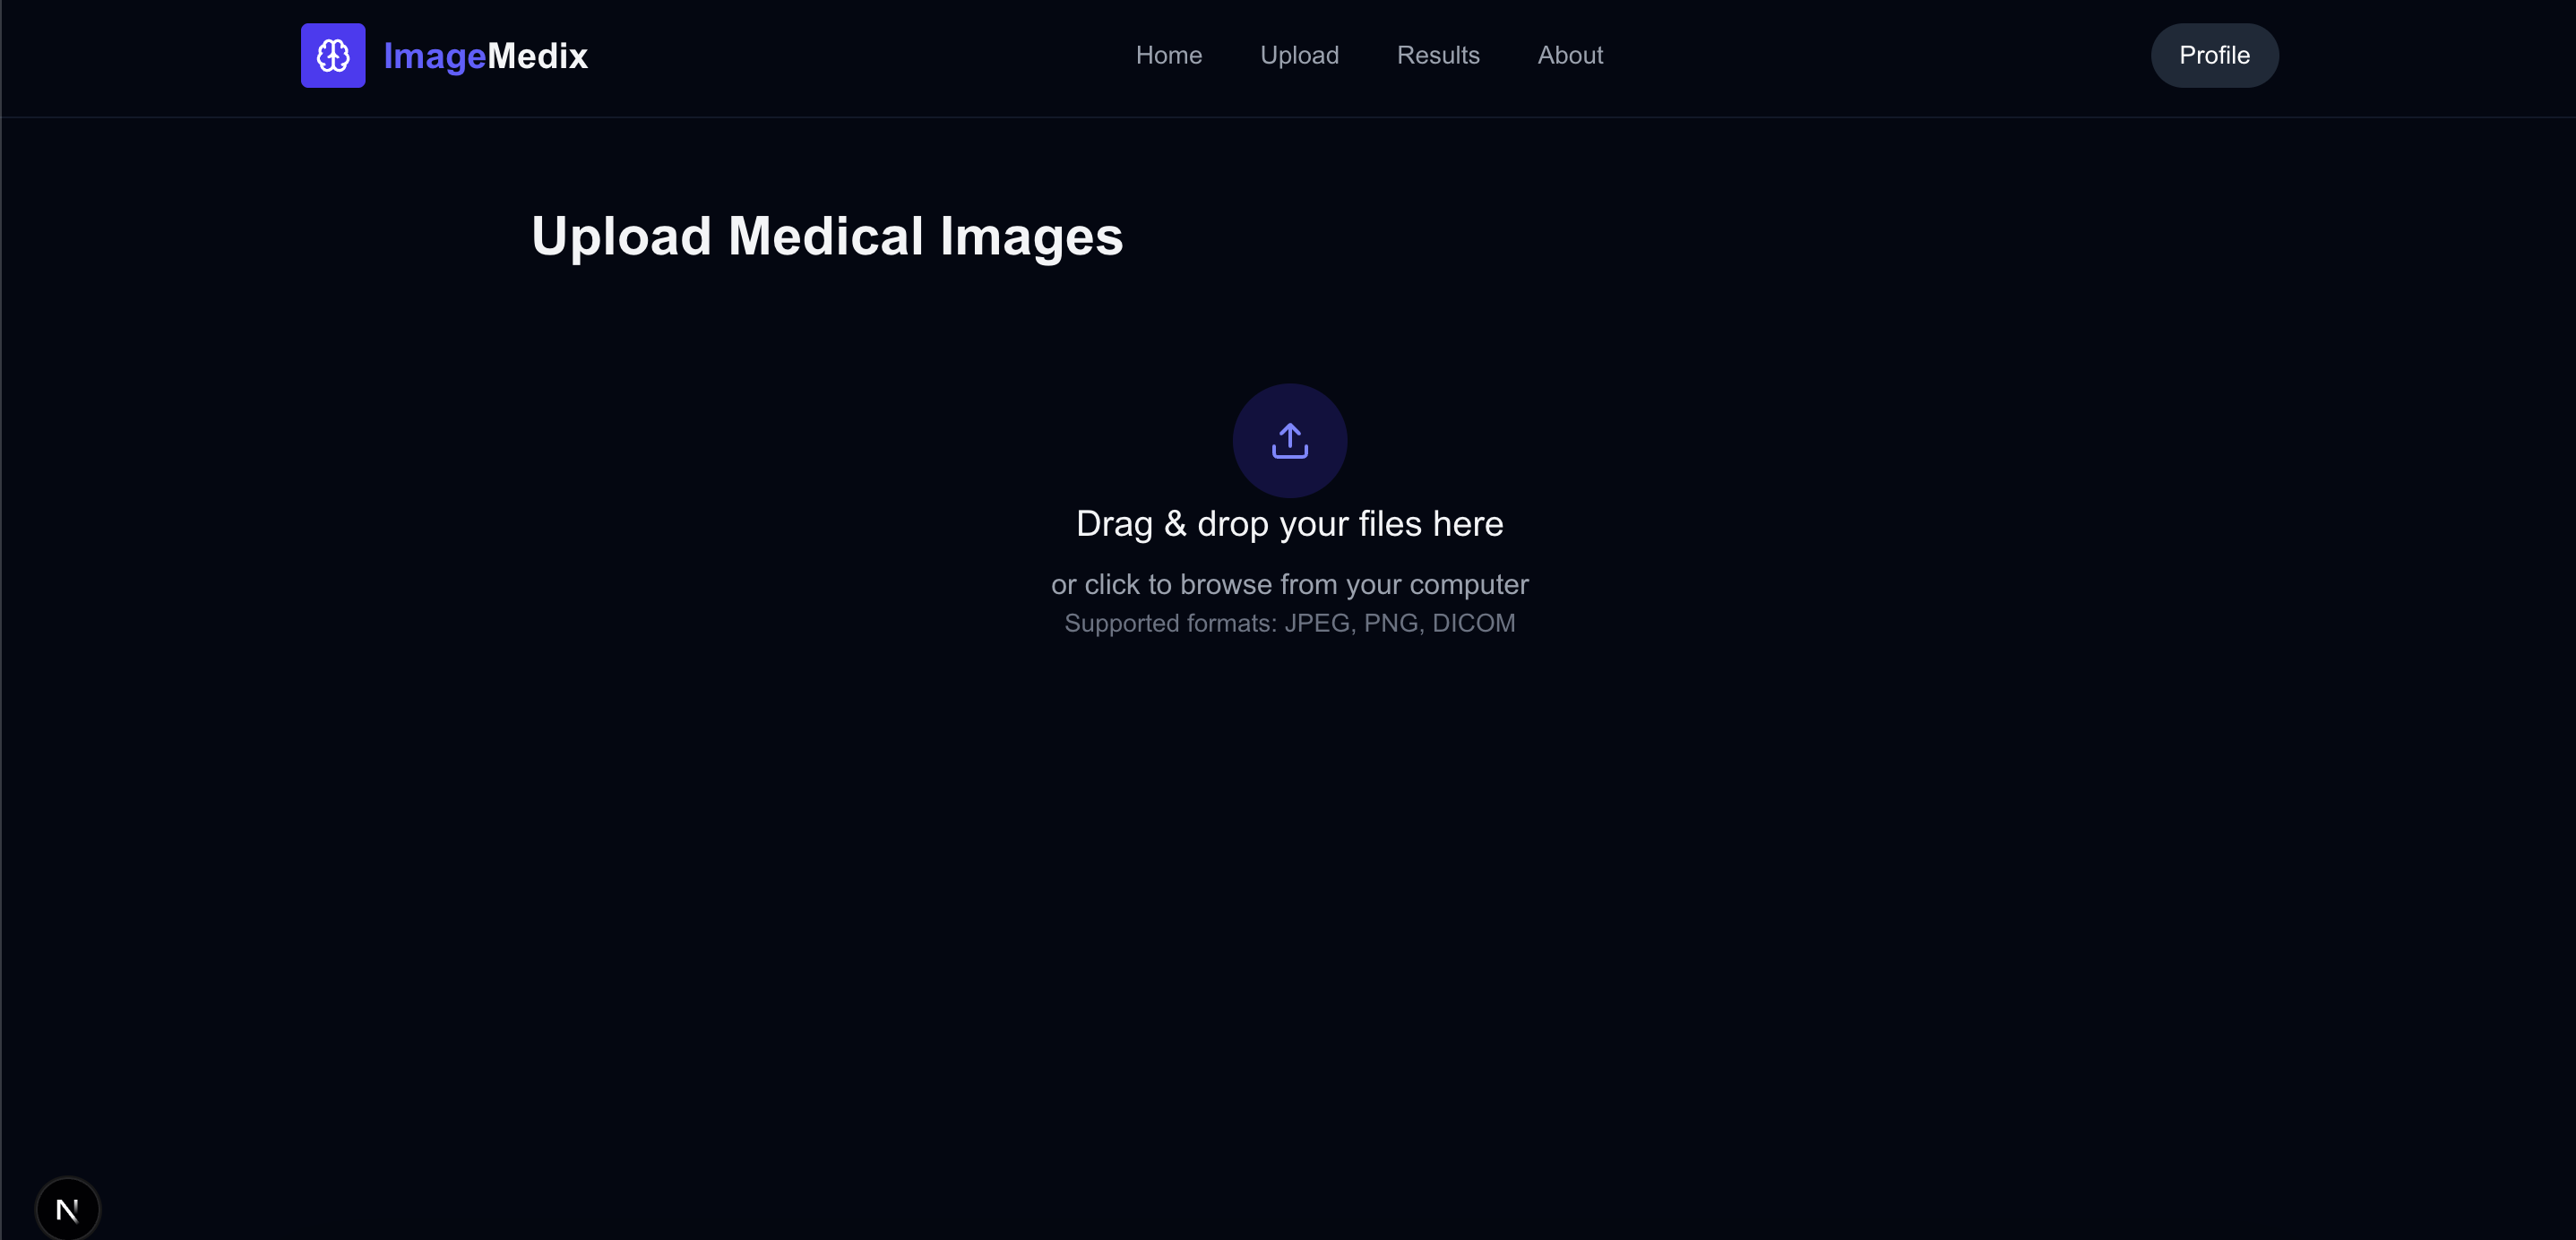 ImageMedix
Home Upload Results About
Profile
Upload Medical Images
Drag & drop your files here
or click to browse from your computer
Supported formats: JPEG, PNG, DICOM
N